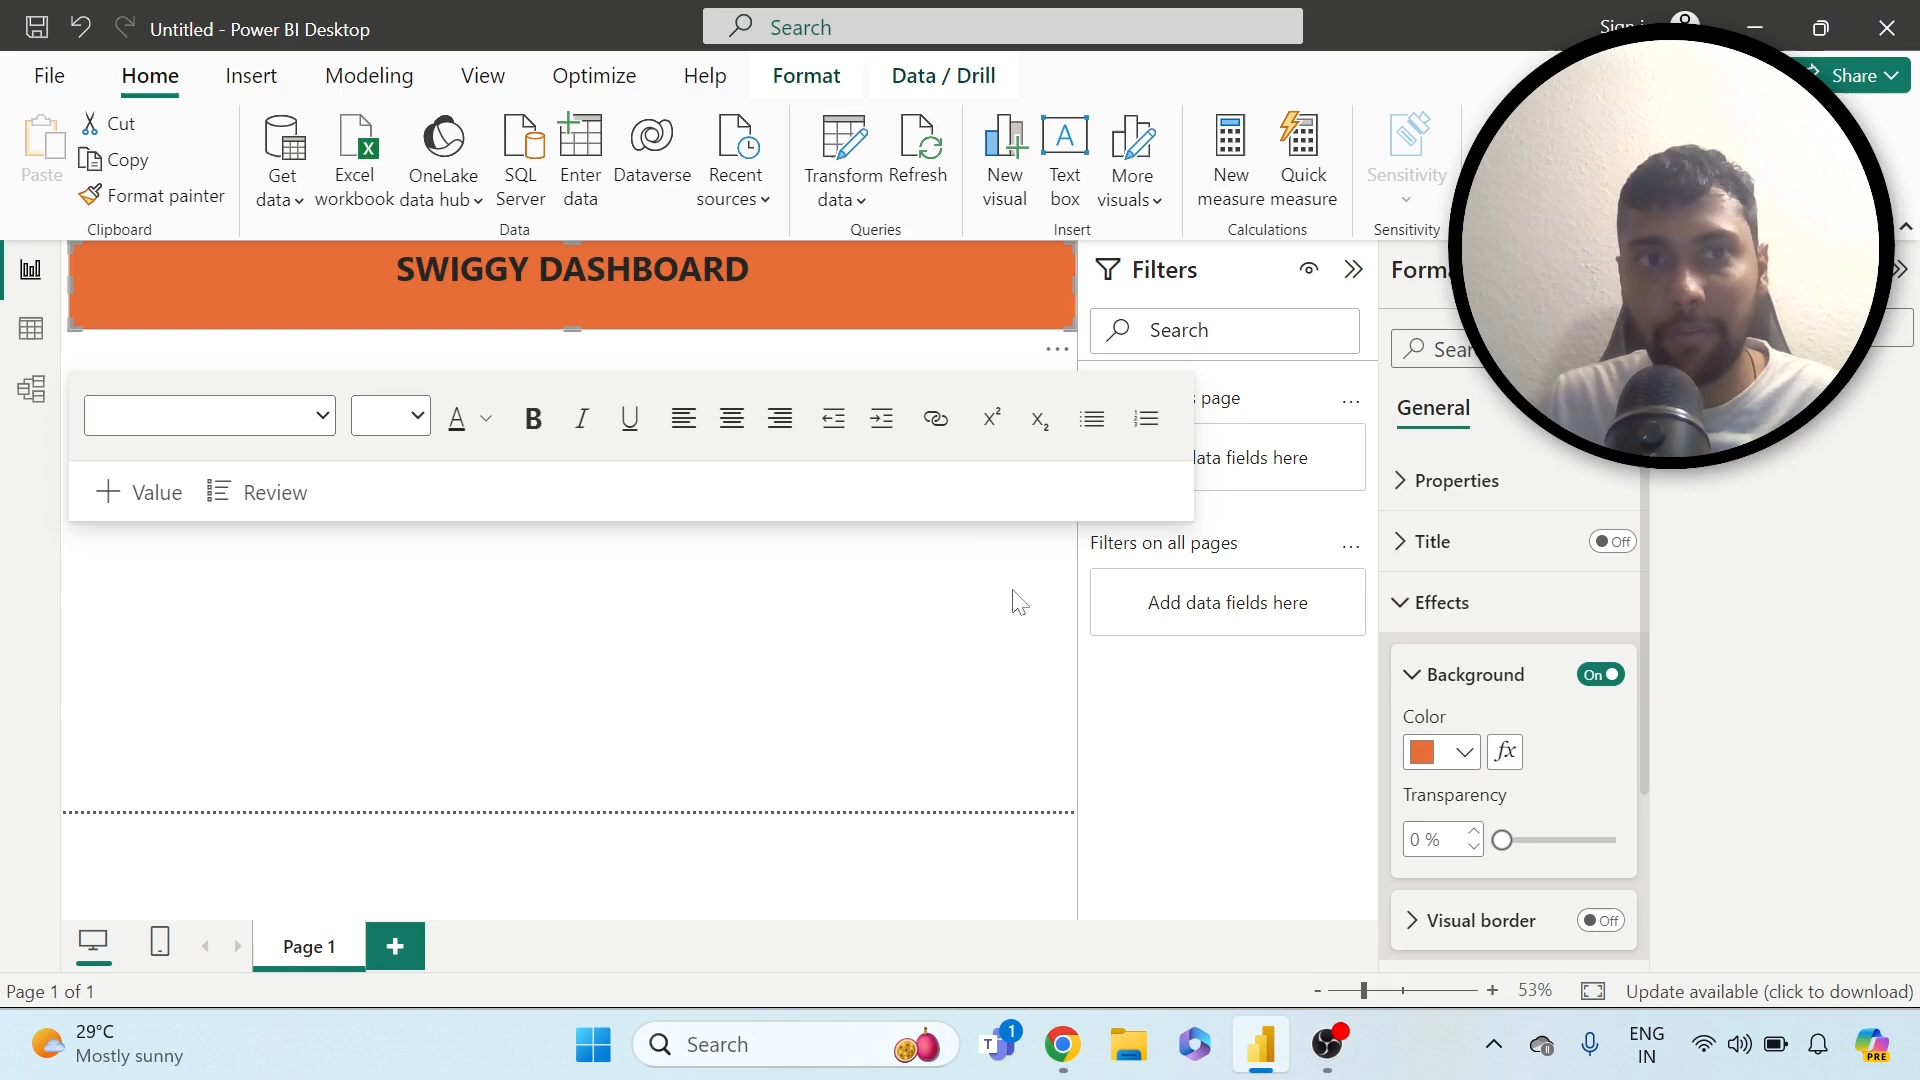 Untitled - Power BI Desktop
Search
File
Home
Insert
Modeling
View
Optimize
Help
Format
Data / Drill
Share
Paste
Cut
Copy
Format painter
Clipboard
Get
data
Excel
workbook
OneLake
data hub
SQL
Server
Enter
data
Dataverse
Recent
sources
Data
Transform
data
Refresh
Queries
New
visual
Text
box
More
visuals
Insert
New
measure
Quick
measure
Calculations
Sensitivity
Sensitivity
SWIGGY DASHBOARD
A
B
I
U
Value
Review
Filters
Search
page
data fields here
Filters on all pages
Add data fields here
General
Properties
Title
Off
Effects
Background
On
Color
fx
Transparency
0 %
Visual border
Off
Page 1
Page 1 of 1
53%
Update available (click to download)
29°C
Mostly sunny
Search
1
ENG
IN
PRE